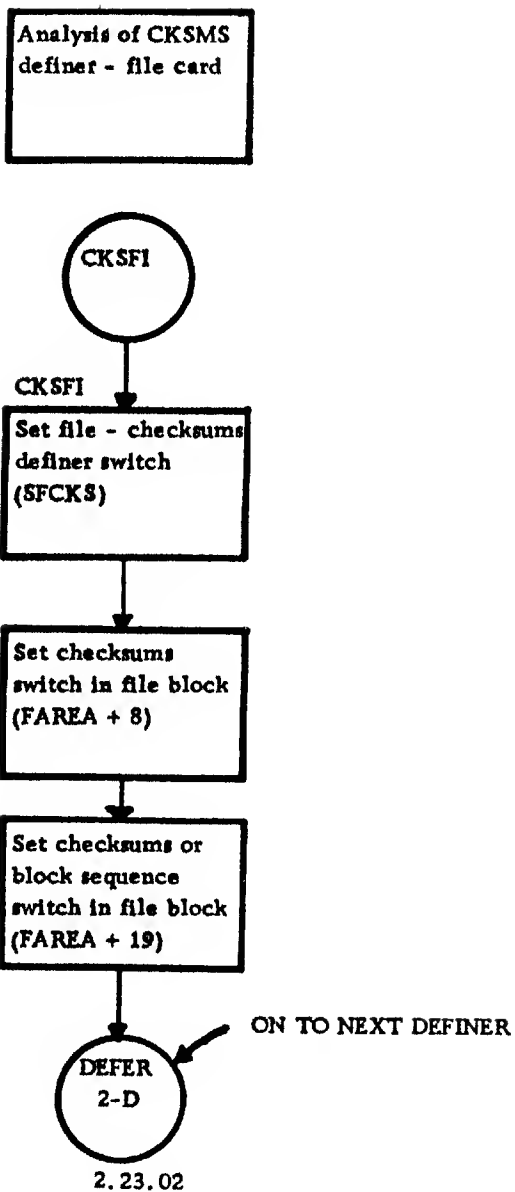 Analysis of CKSMS
definer - file card
CKSFI
CKSFI
Set file - checksums
definer switch
(SFCKS)
Set checksums
switch in file block
(FAREA + 8)
Set checksums or
block sequence
switch in file block
(FAREA + 19)
ON TO NEXT DEFINER
DEFER
2-D
2.23.02